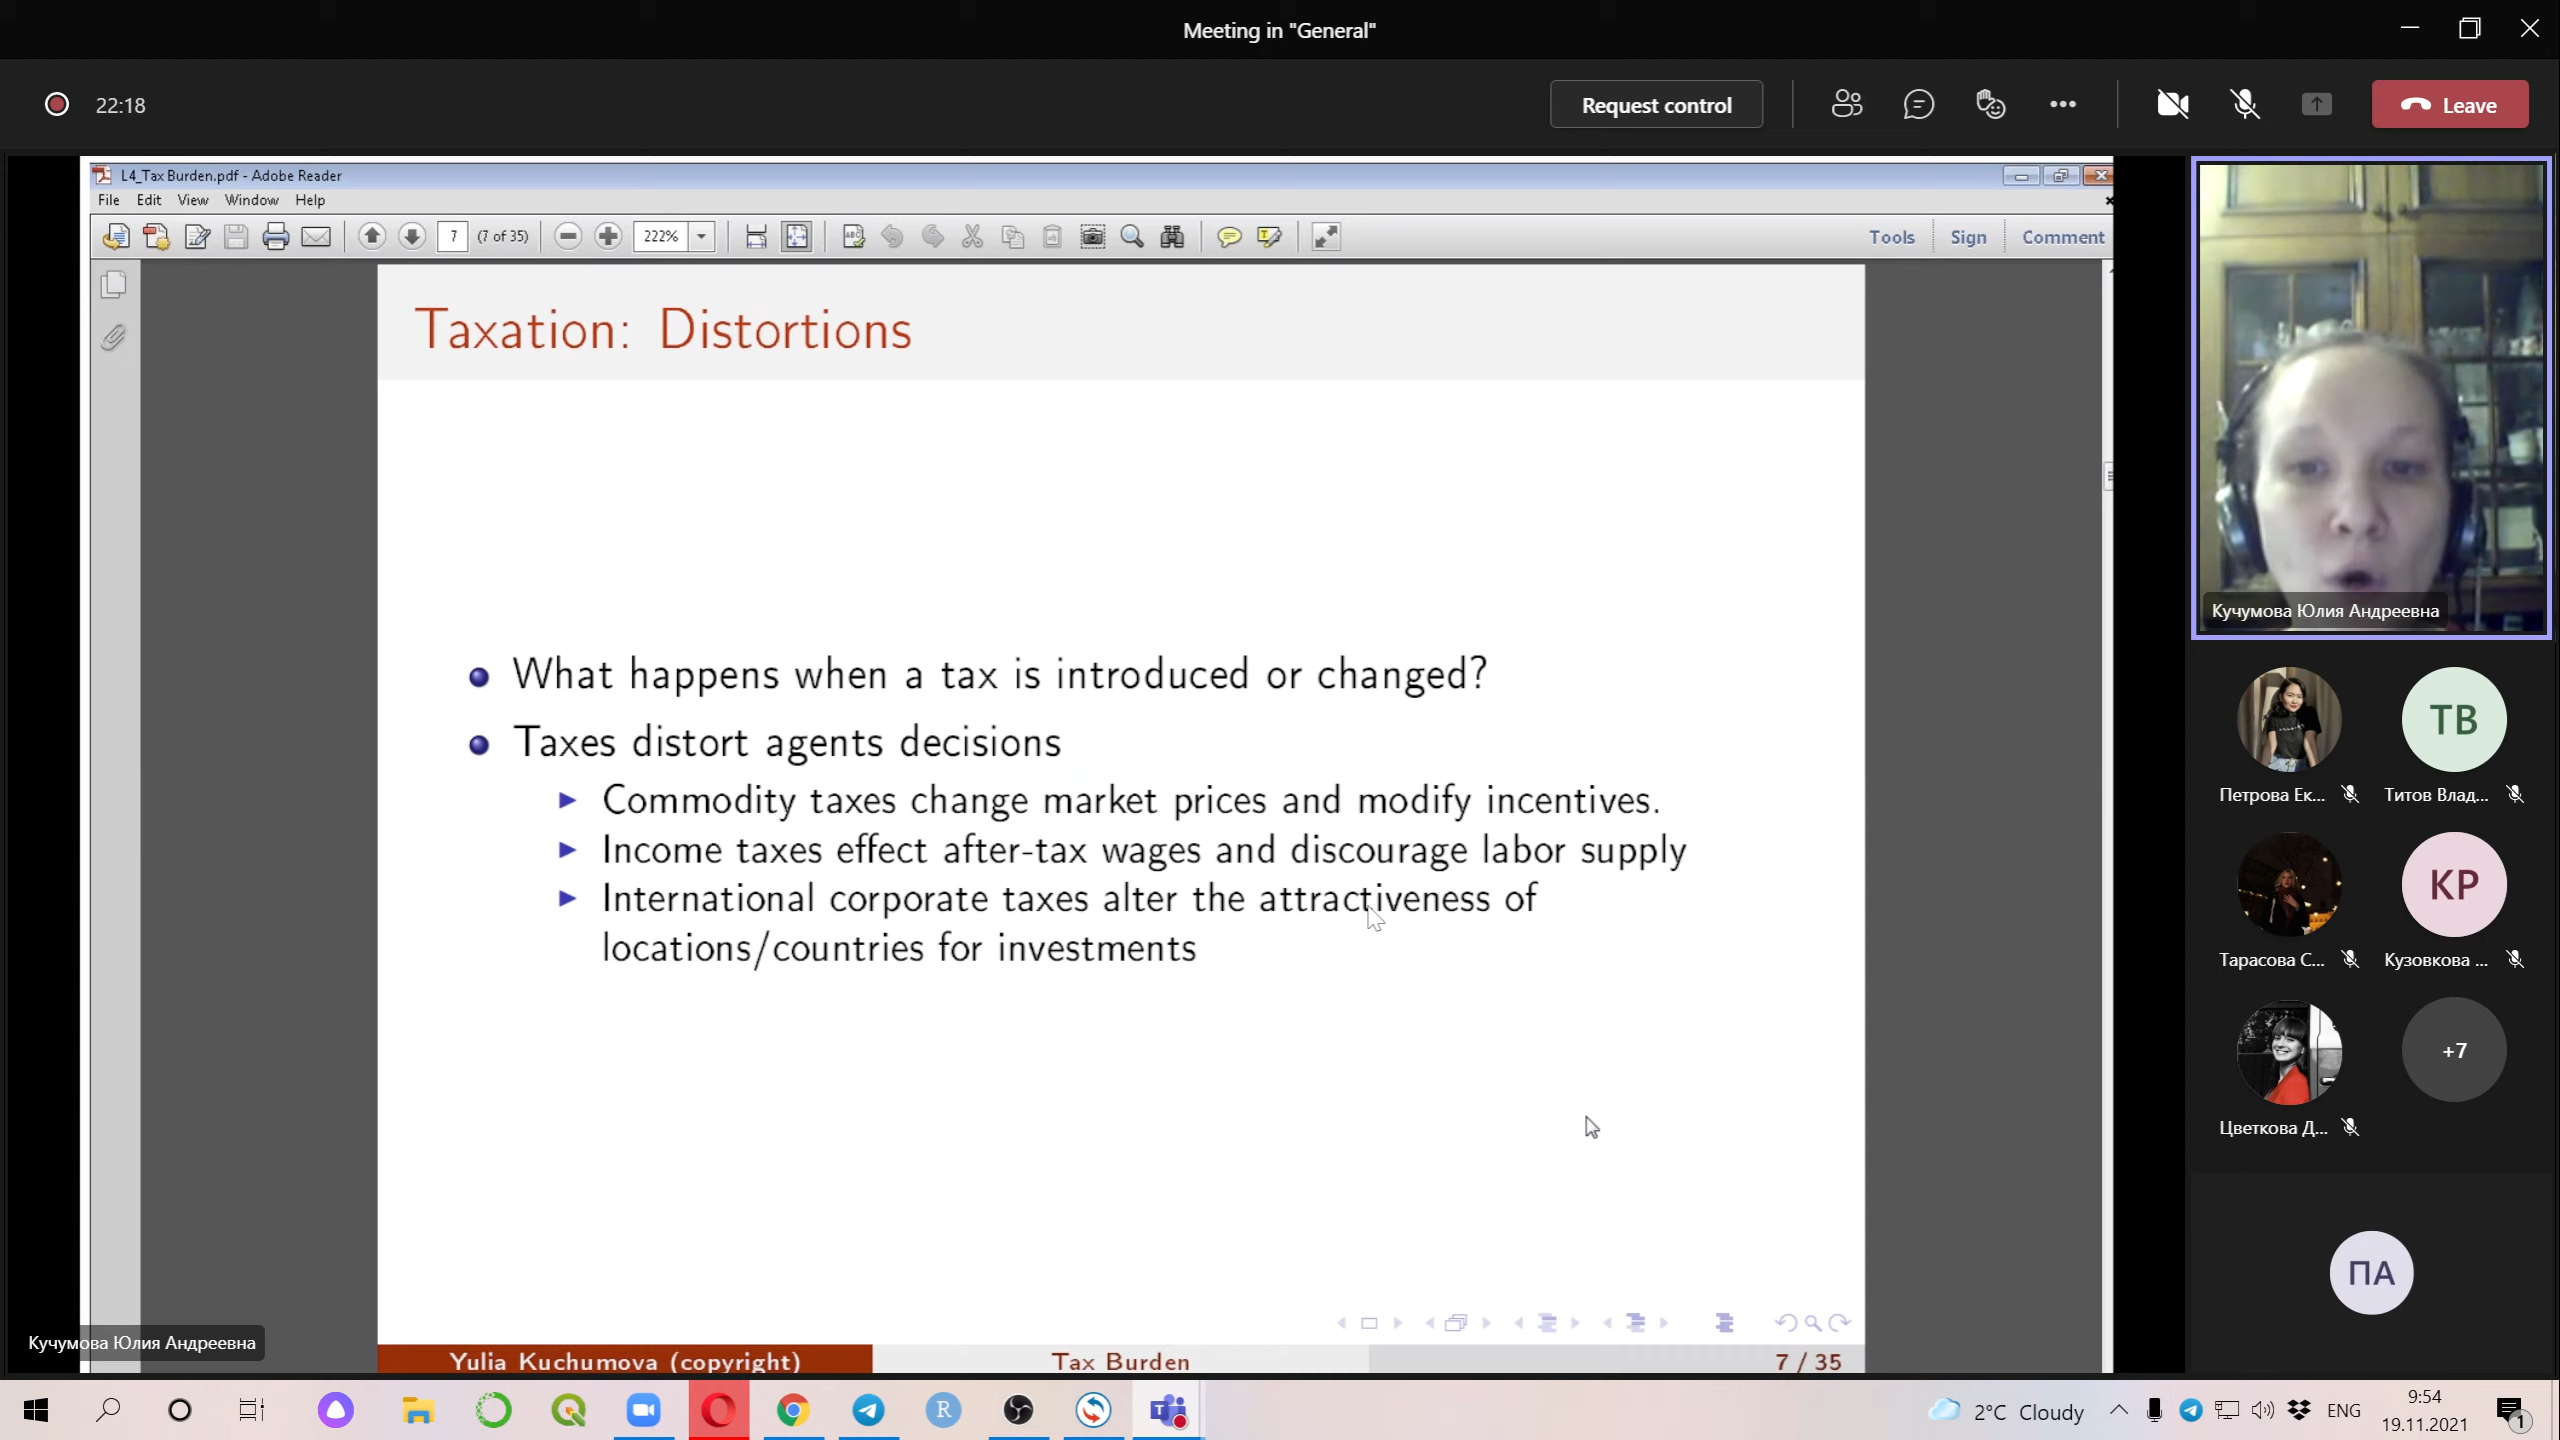 Meeting in "General"
22:18
Request control
Leave
L4_Tax Burden.pdf - Adobe Reader
File Edit View Window Help
7 (7 of 35) 222% Tools Sign Comment
Taxation: Distortions
What happens when a tax is introduced or changed?
Taxes distort agents decisions
Commodity taxes change market prices and modify incentives.
Income taxes effect after-tax wages and discourage labor supply
International corporate taxes alter the attractiveness of
locations/countries for investments
Yulia Kuchumova (copyright) Tax Burden 7 / 35
Кучумова Юлия Андреевна
Кучумова Юлия Андреевна
ТВ
Петрова Ек... Титов Влад...
КР
Тарасова С... Кузовкова ...
+7
Цветкова Д...
ПА
2°C Cloudy
ENG
9:54
19.11.2021
1